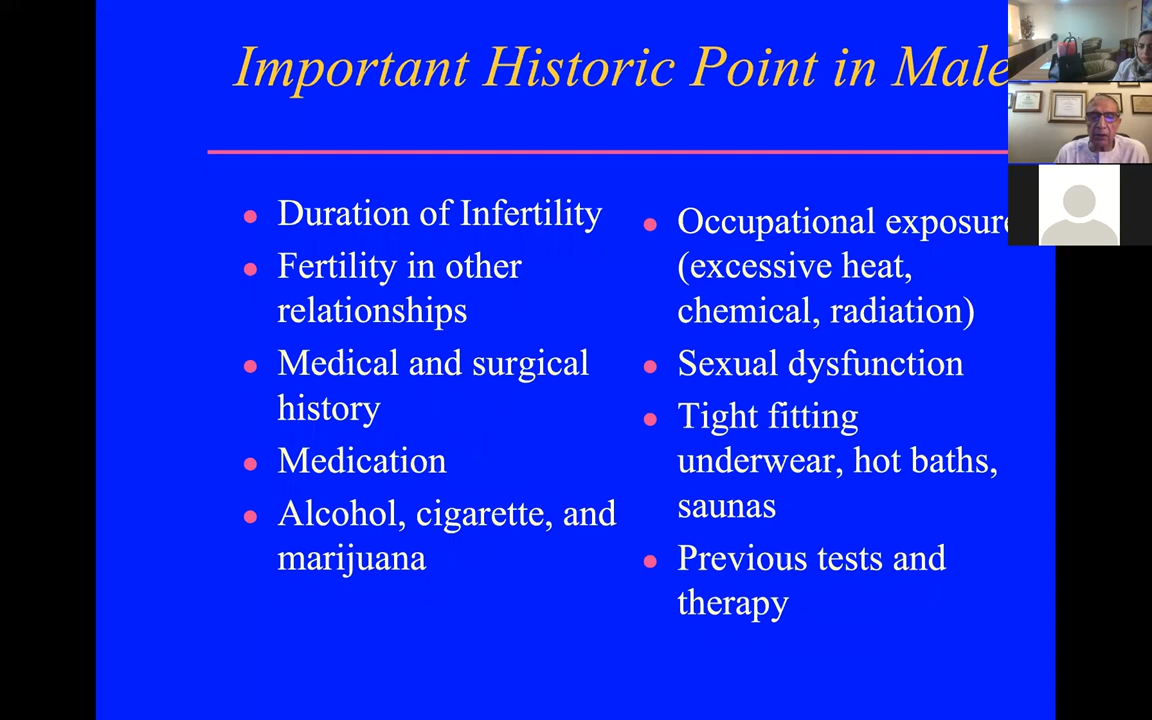 Important Historic Point in Male
Duration of Infertility
Fertility in other
relationships
Medical and surgical
history
Medication
Alcohol, cigarette, and
marijuana
Occupational exposure
(excessive heat,
chemical, radiation)
Sexual dysfunction
Tight fitting
underwear, hot baths,
saunas
Previous tests and
therapy